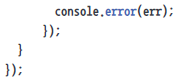 console.error(err);
});
}
});